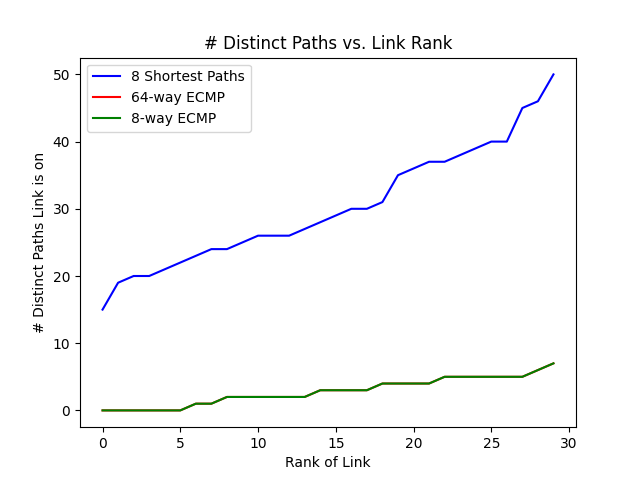 # Distinct Paths vs. Link Rank
8 Shortest Paths
64-way ECMP
8-way ECMP
# Distinct Paths Link is on
50
40
30
20
10
0
0 5 10 15 20 25 30
Rank of Link